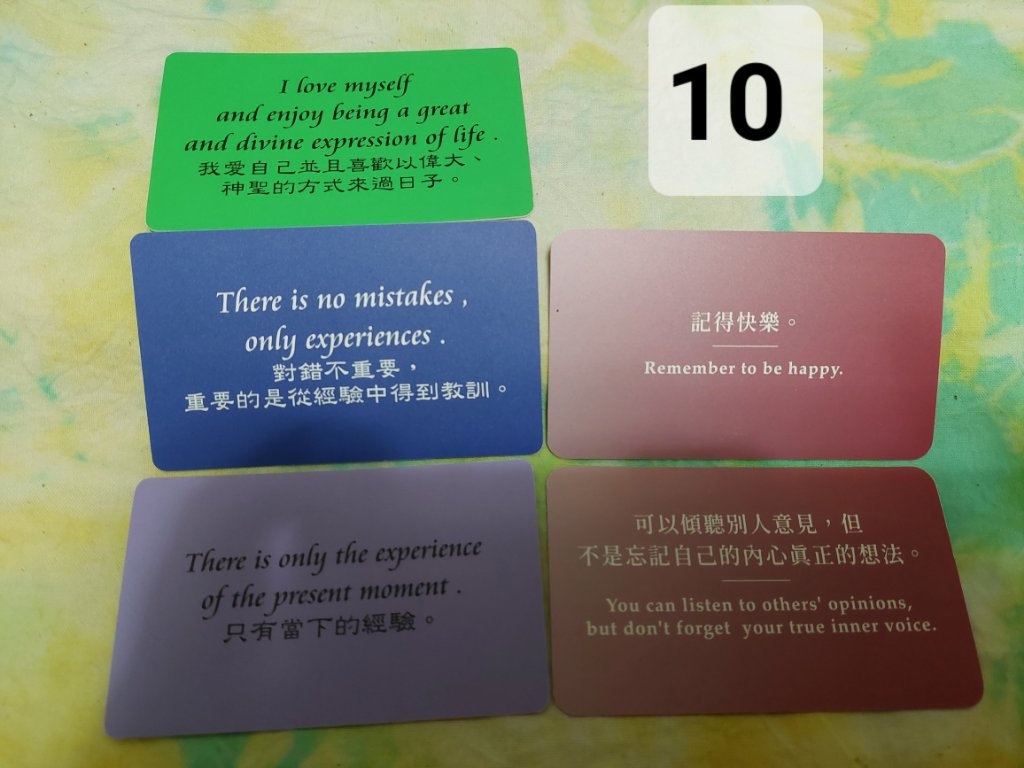 10
I love myself
and enjoy being a great
and divine expression of life .
我愛自己並且喜歡以偉大、
神聖的方式來過日子。
There is no mistakes ,
only experiences .
對錯不重要，
重要的是從經驗中得到教訓。
記得快樂。
Remember to be happy.
There is only the experience
of the present moment .
只有當下的經驗。
可以傾聽別人意見，但
不是忘記自己的內心眞正的想法。
You can listen to others' opinions,
but don't forget your true inner voice.